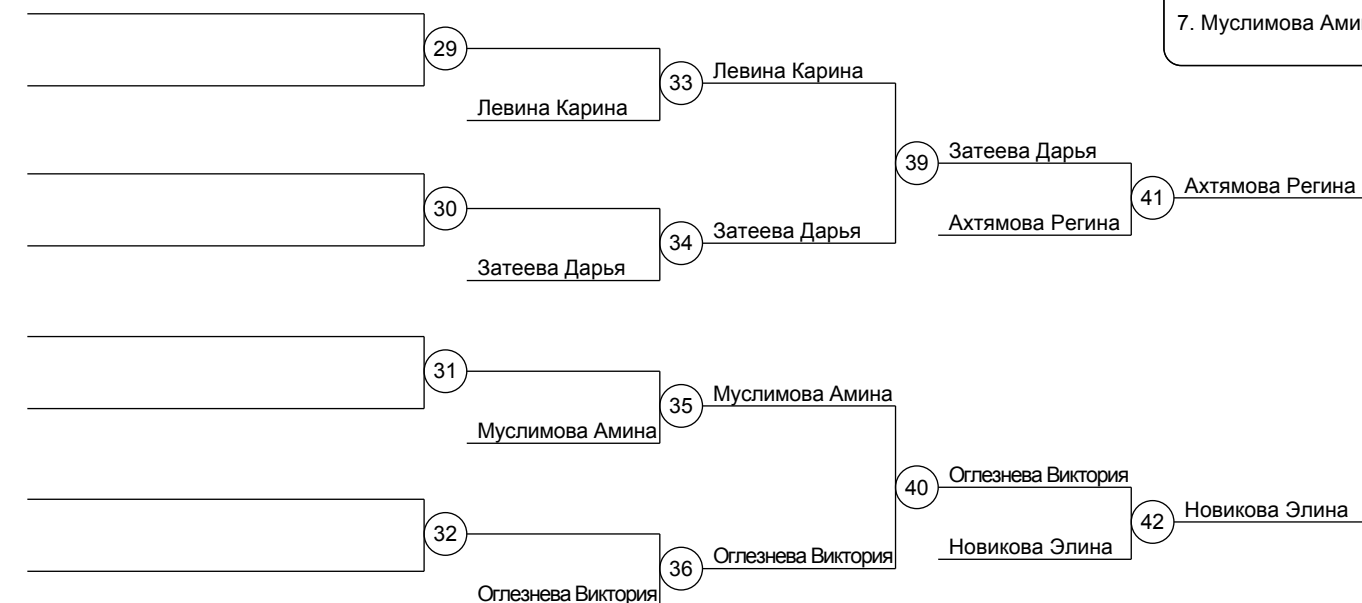 7. Муслимова
29
33
Левина Карина
Левина Карина
39
Затеева Дарья
41
Ахтямова Регина
30
34
Затеева Дарья
Ахтямова Регина
Затеева Дарья
31
35
Муслимова Амина
Муслимова Амина
40
Оглезнева Виктория
42
Новикова Элина
32
36
Оглезнева Виктория
Новикова Элина
Оглезнева Виктория